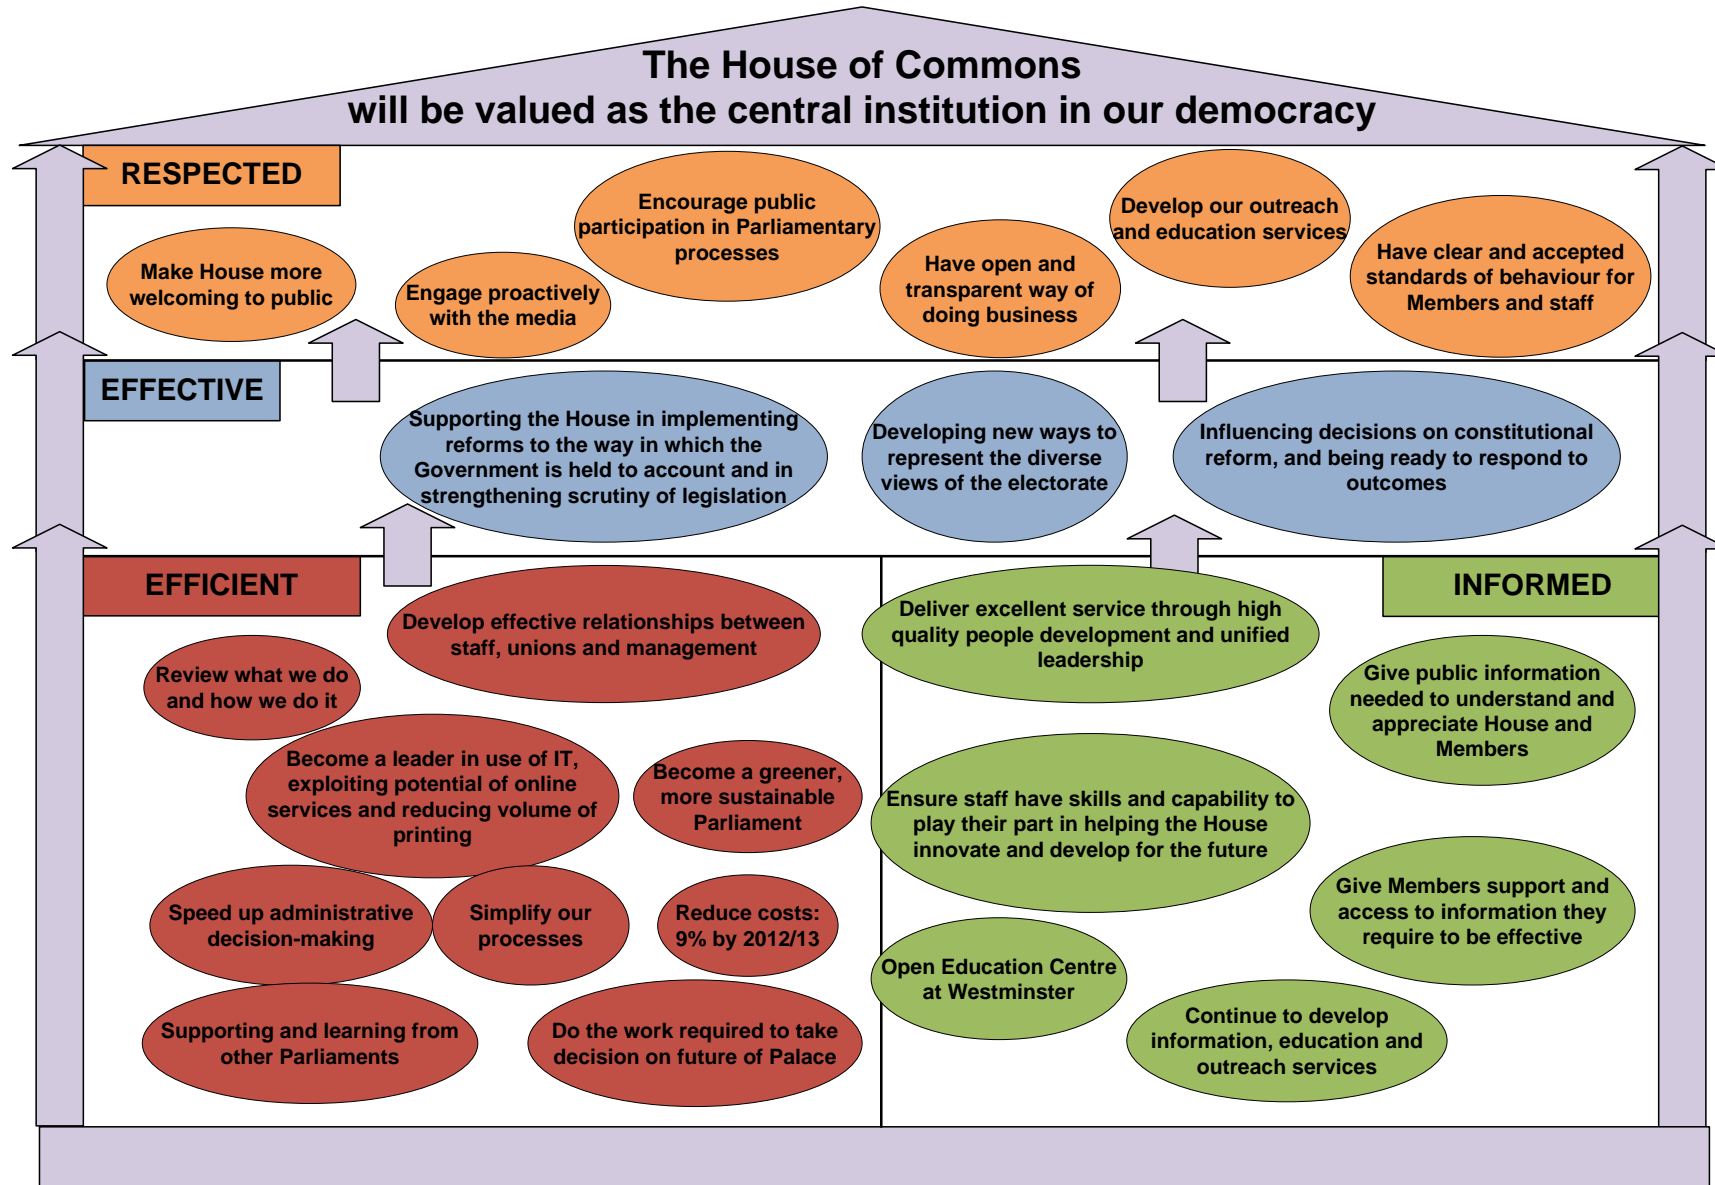 The House of Commons
will be valued as the central institution in our democracy
RESPECTED
Make House more
welcoming to public
Engage proactively
with the media
Encourage public
participation in Parliamentary
processes
Have open and
transparent way of
doing business
Develop our outreach
and education services
Have clear and accepted
standards of behaviour for
Members and staff
EFFECTIVE
Supporting the House in implementing
reforms to the way in which the
Government is held to account and in
strengthening scrutiny of legislation
Developing new ways to
represent the diverse
views of the electorate
Influencing decisions on constitutional
reform, and being ready to respond to
outcomes
EFFICIENT
Develop effective relationships between
staff, unions and management
Review what we do
and how we do it
Become a leader in use of IT,
exploiting potential of online
services and reducing volume of
printing
Become a greener,
more sustainable
Parliament
Speed up administrative
decision-making
Simplify our
processes
Reduce costs:
9% by 2012/13
Supporting and learning from
other Parliaments
Do the work required to take
decision on future of Palace
INFORMED
Deliver excellent service through high
quality people development and unified
leadership
Give public information
needed to understand and
appreciate House and
Members
Ensure staff have skills and capability to
play their part in helping the House
innovate and develop for the future
Give Members support and
access to information they
require to be effective
Open Education Centre
at Westminster
Continue to develop
information, education and
outreach services